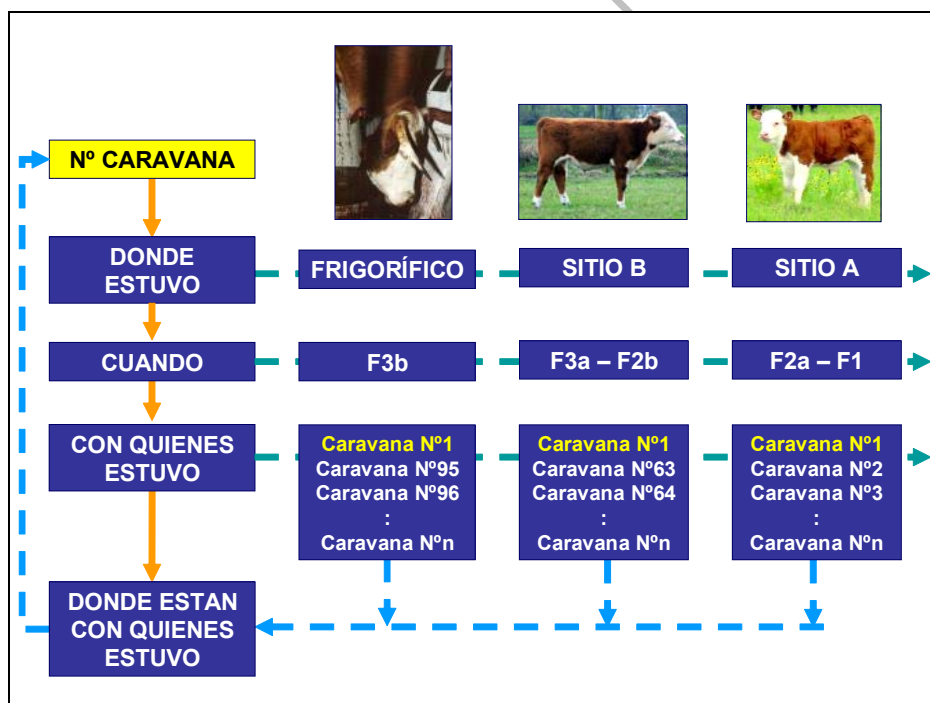 Nº CARAVANA
DONDE
ESTUVO
FRIGORÍFICO
SITIO B
SITIO A
CUANDO
F3b
F3a – F2b
F2a – F1
CON QUIENES
ESTUVO
Caravana Nº1
Caravana Nº95
Caravana Nº96
:
Caravana Nºn
Caravana Nº1
Caravana Nº63
Caravana Nº64
:
Caravana Nºn
Caravana Nº1
Caravana Nº2
Caravana Nº3
:
Caravana Nºn
DONDE ESTAN
CON QUIENES
ESTUVO